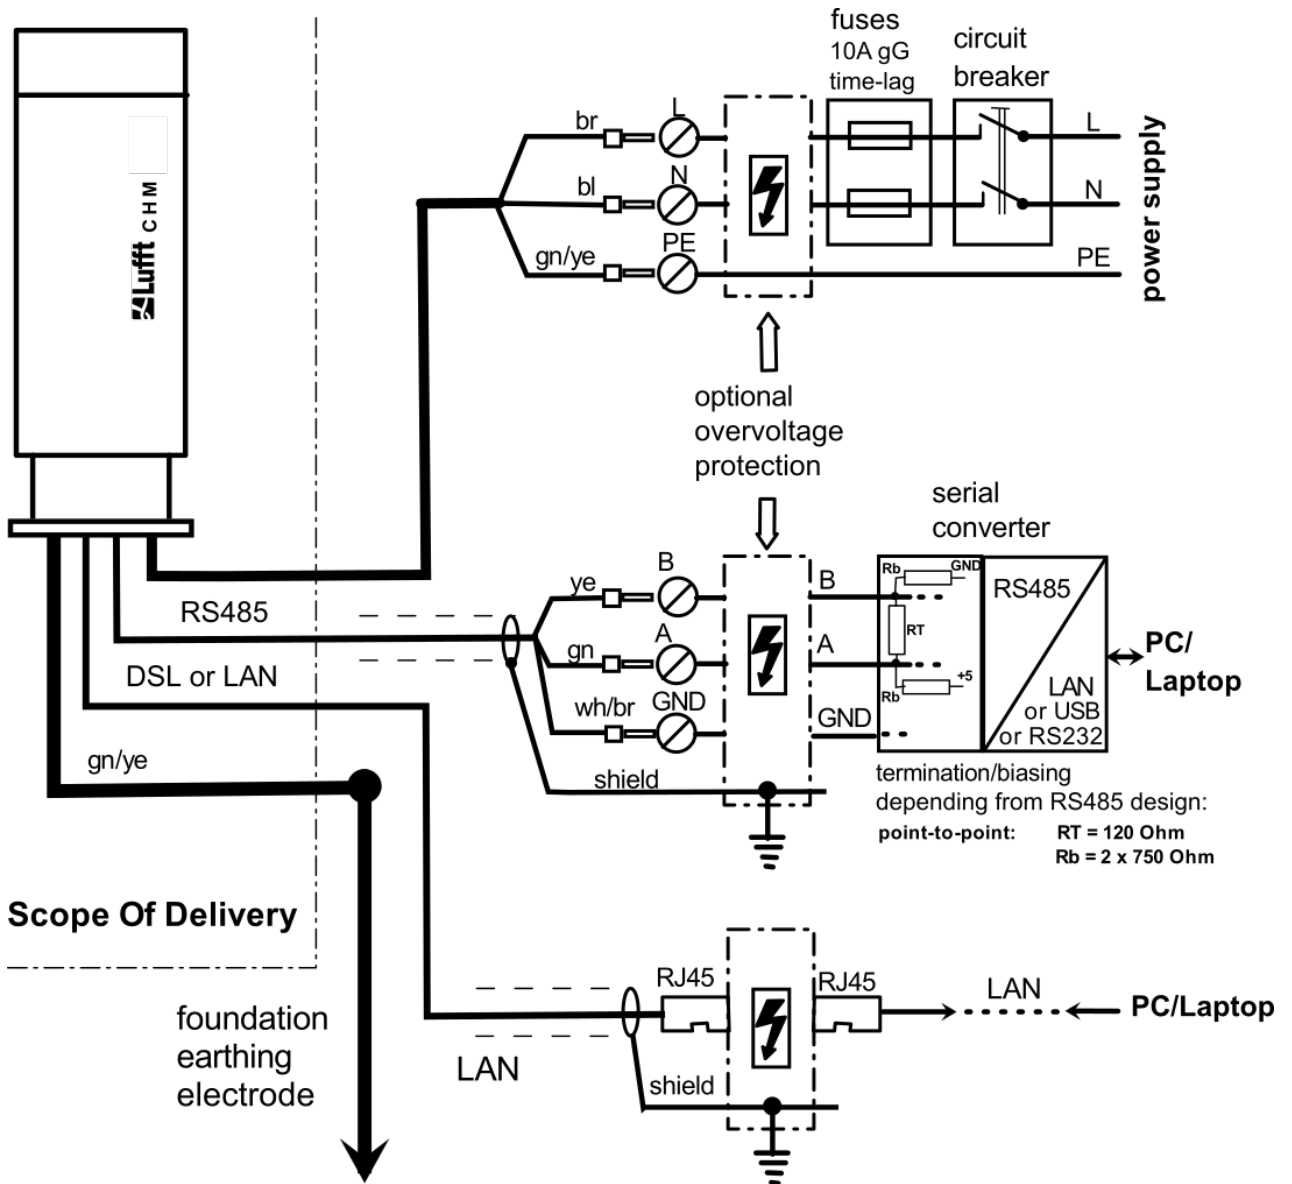 fuses
10A gG
time-lag
circuit
breaker
Lufft CHM
br
L
L
bl
N
N
gn/ye
PE
PE
power supply
optional
overvoltage
protection
serial
converter
RS485
DSL or LAN
gn/ye
ye
B
B
gn
A
A
wh/br
GND
GND
shield
Rb
GND
RT
Rb
+5
RS485
LAN
or USB
or RS232
PC/
Laptop
termination/biasing
depending from RS485 design:
point-to-point: RT = 120 Ohm
Rb = 2 x 750 Ohm
Scope Of Delivery
foundation
earthing
electrode
LAN
RJ45
RJ45
LAN
PC/Laptop
shield